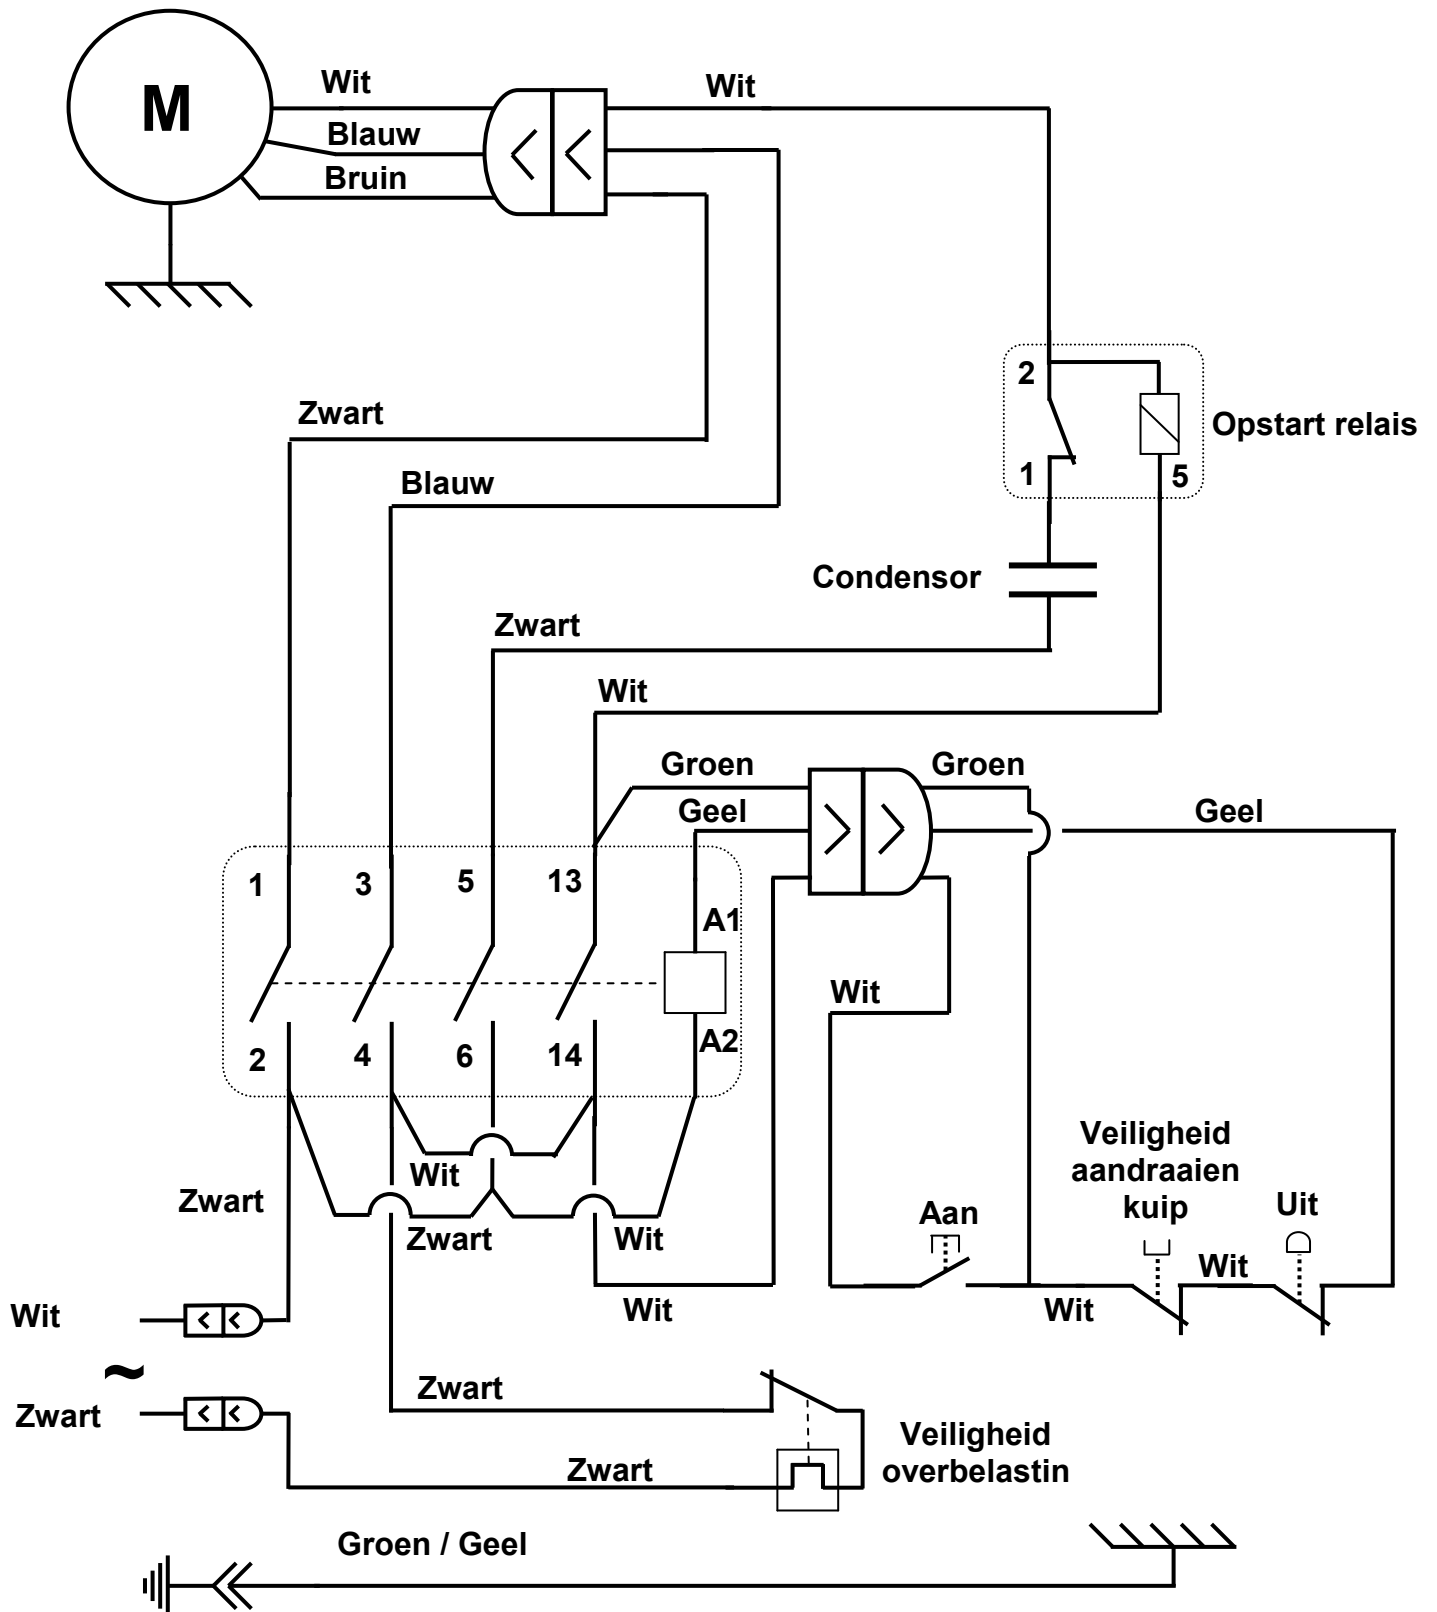 M
Wit
Wit
Blauw
Bruin
2
Zwart
Opstart relais
1
5
Blauw
Condensor
Zwart
Wit
Groen
Groen
Geel
Geel
1
3
5
13
A1
Wit
2
4
6
14
A2
Veiligheid
aandraaien
kuip
Wit
Zwart
Uit
Aan
Zwart
Wit
Wit
Wit
Wit
Wit
~
Zwart
Zwart
Veiligheid
overbelastin
Zwart
Groen / Geel